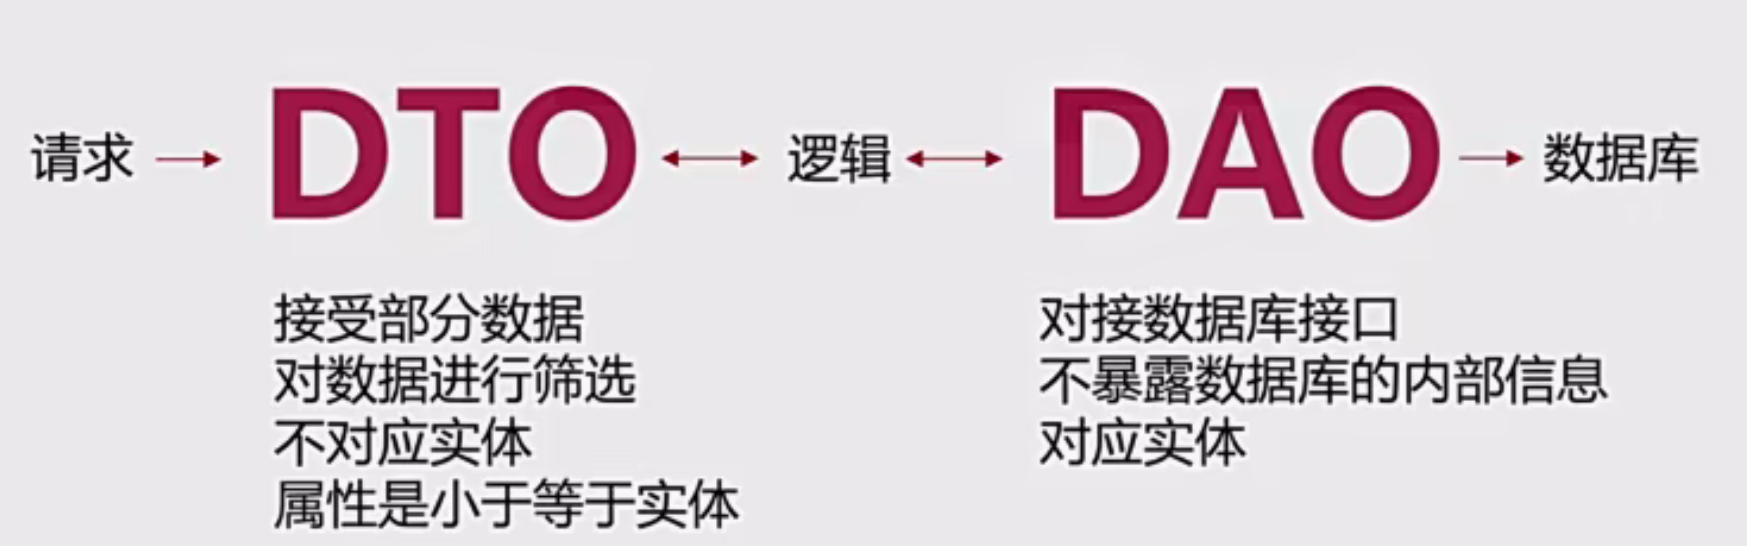 请求 → DTO ↔ 逻辑 ↔ DAO → 数据库
接受部分数据
对数据进行筛选
不对应实体
属性是小于等于实体
对接数据库接口
不暴露数据库的内部信息
对应实体